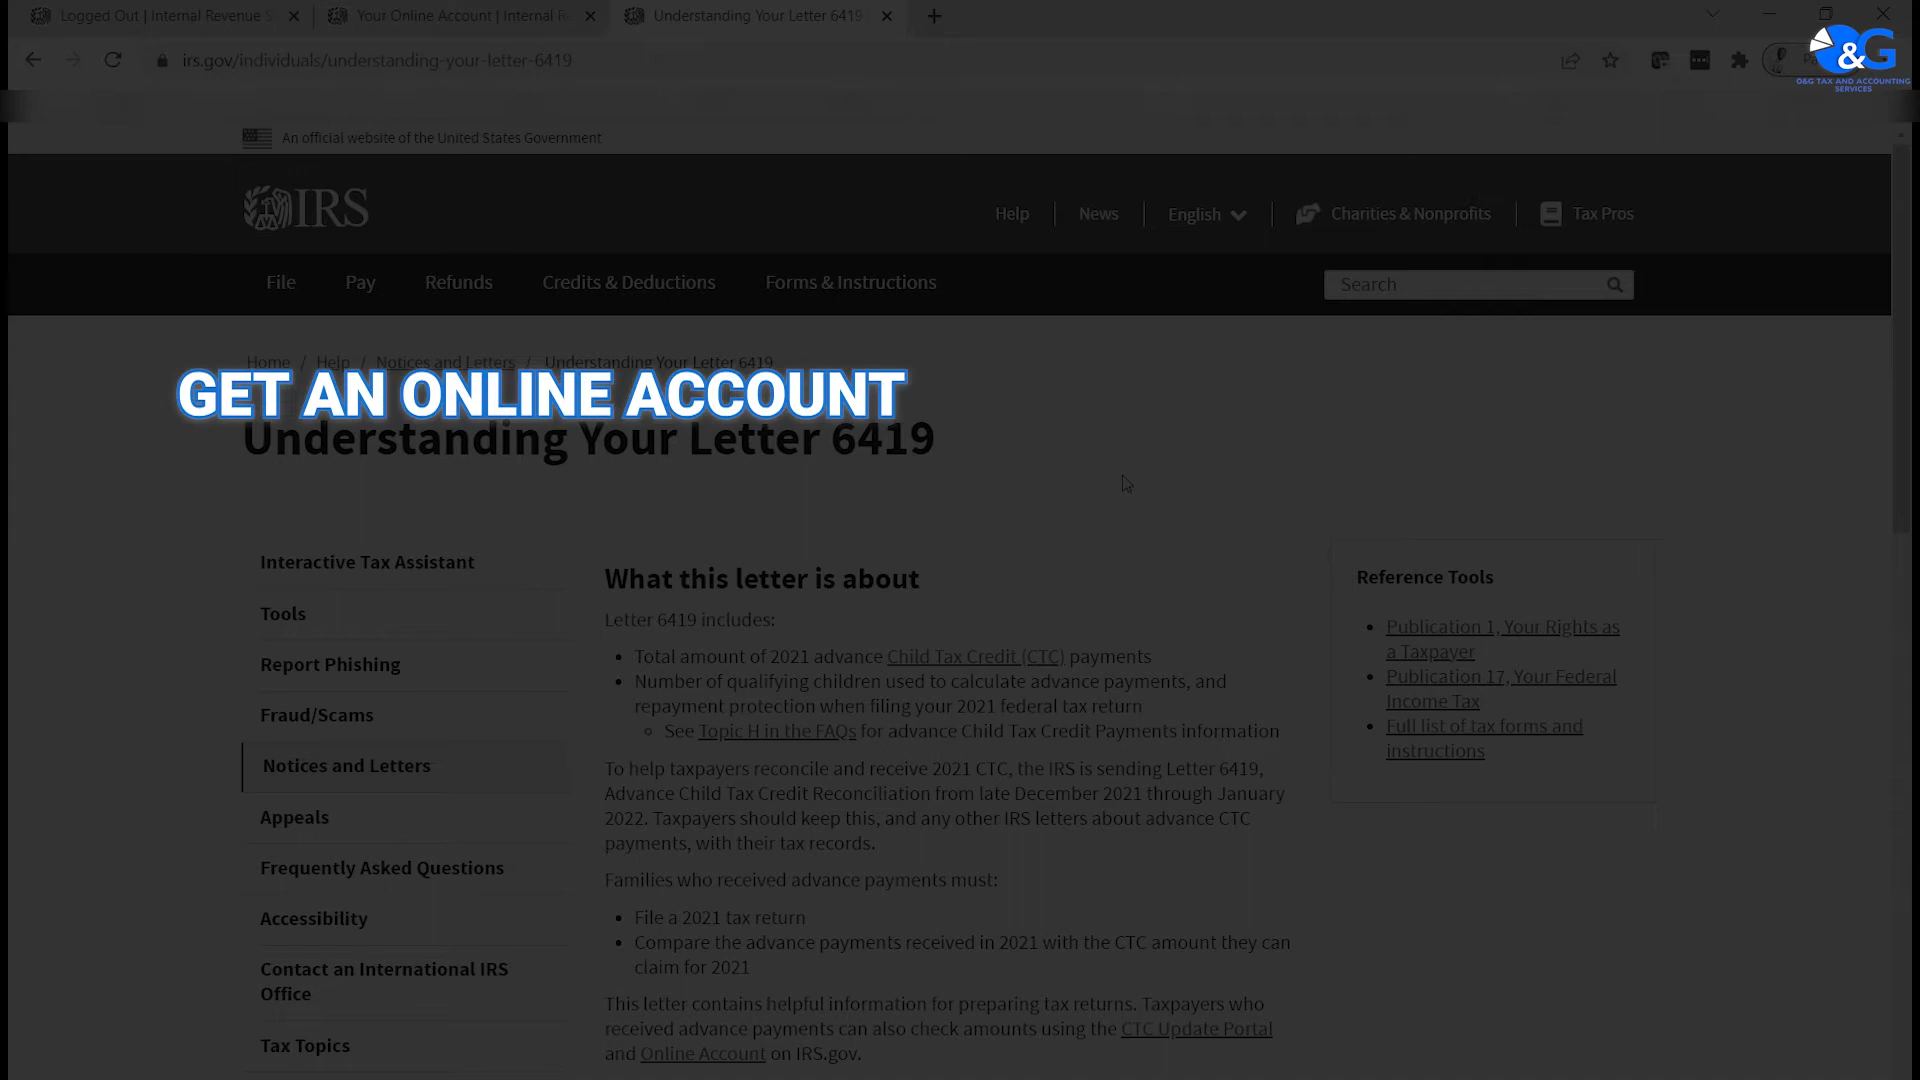 Logged Out | Internal Revenue S
Your Online Account | Internal Re
Understanding Your Letter 6419
irs.gov/individuals/understanding-your-letter-6419
&G
O&G TAX AND ACCOUNTING
SERVICES
An official website of the United States Government
IRS
Help
News
English
Charities & Nonprofits
Tax Pros
File
Pay
Refunds
Credits & Deductions
Forms & Instructions
Search
Home / Help / Notices and Letters / Understanding Your Letter 6419
GET AN ONLINE ACCOUNT
Understanding Your Letter 6419
Interactive Tax Assistant
Tools
Report Phishing
Fraud/Scams
Notices and Letters
Appeals
Frequently Asked Questions
Accessibility
Contact an International IRS
Office
Tax Topics
What this letter is about
Letter 6419 includes:
Total amount of 2021 advance Child Tax Credit (CTC) payments
Number of qualifying children used to calculate advance payments, and
repayment protection when filing your 2021 federal tax return
See Topic H in the FAQs for advance Child Tax Credit Payments information
To help taxpayers reconcile and receive 2021 CTC, the IRS is sending Letter 6419,
Advance Child Tax Credit Reconciliation from late December 2021 through January
2022. Taxpayers should keep this, and any other IRS letters about advance CTC
payments, with their tax records.
Families who received advance payments must:
File a 2021 tax return
Compare the advance payments received in 2021 with the CTC amount they can
claim for 2021
This letter contains helpful information for preparing tax returns. Taxpayers who
received advance payments can also check amounts using the CTC Update Portal
and Online Account on IRS.gov.
Reference Tools
Publication 1, Your Rights as
a Taxpayer
Publication 17, Your Federal
Income Tax
Full list of tax forms and
instructions